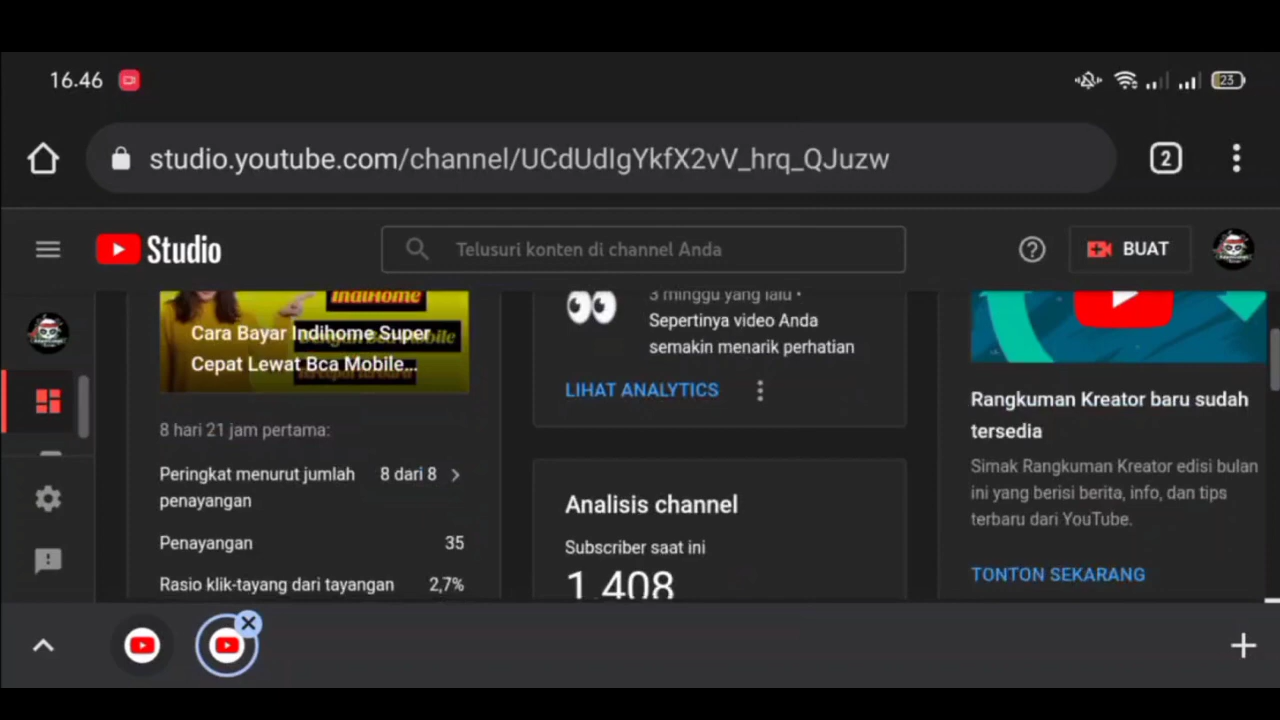 16.46
23
studio.youtube.com/channel/UCdUdIgYkfX2vV_hrq_QJuzw
2
Studio
Telusuri konten di channel Anda
BUAT
IndiHome
Cara Bayar Indihome Super
Cepat Lewat Bca Mobile...
8 hari 21 jam pertama:
Peringkat menurut jumlah
penayangan
8 dari 8
Penayangan
35
Rasio klik-tayang dari tayangan
2,7%
3 minggu yang lalu •
Sepertinya video Anda
semakin menarik perhatian
LIHAT ANALYTICS
Analisis channel
Subscriber saat ini
1.408
Rangkuman Kreator baru sudah
tersedia
Simak Rangkuman Kreator edisi bulan
ini yang berisi berita, info, dan tips
terbaru dari YouTube.
TONTON SEKARANG